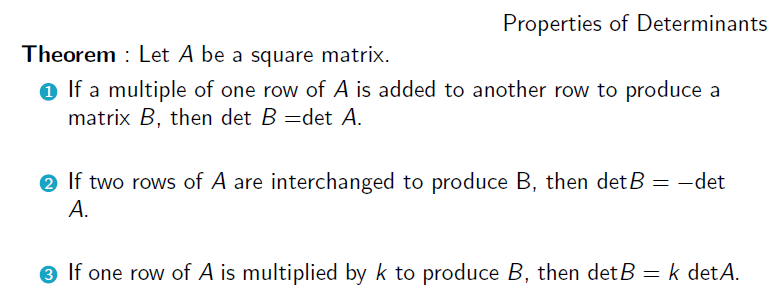 Properties of Determinants
Theorem : Let A be a square matrix.
1 If a multiple of one row of A is added to another row to produce a
matrix B, then det B =det A.
2 If two rows of A are interchanged to produce B, then detB = −det
A.
3 If one row of A is multiplied by k to produce B, then detB = k detA.